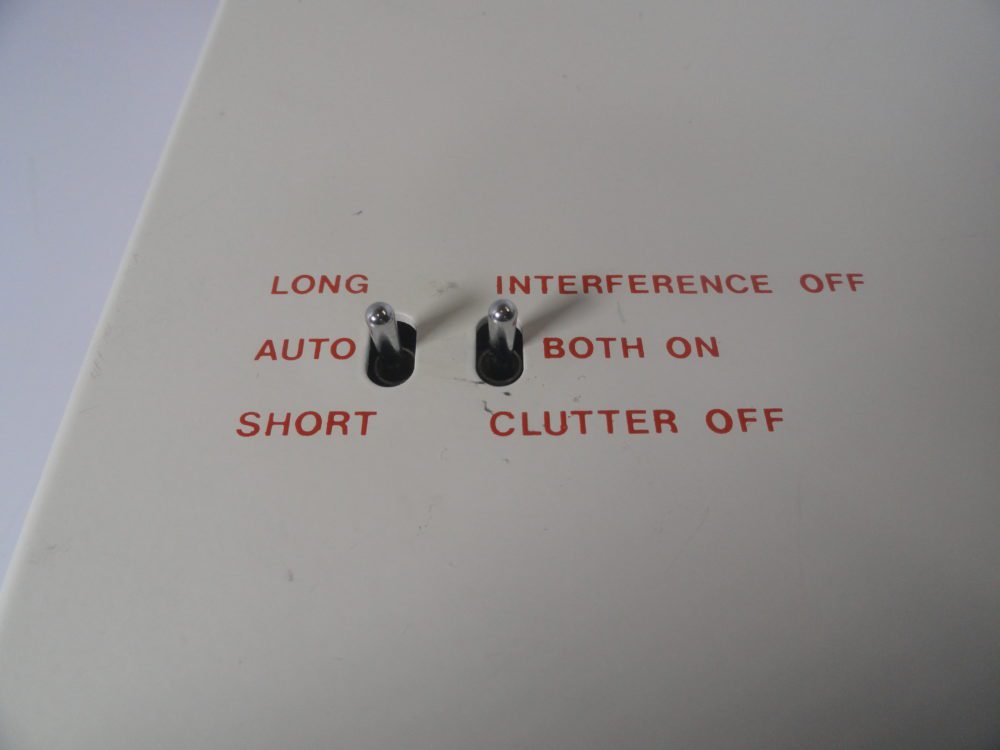 LONG INTERFERENCE OFF
AUTO BOTH ON
SHORT CLUTTER OFF